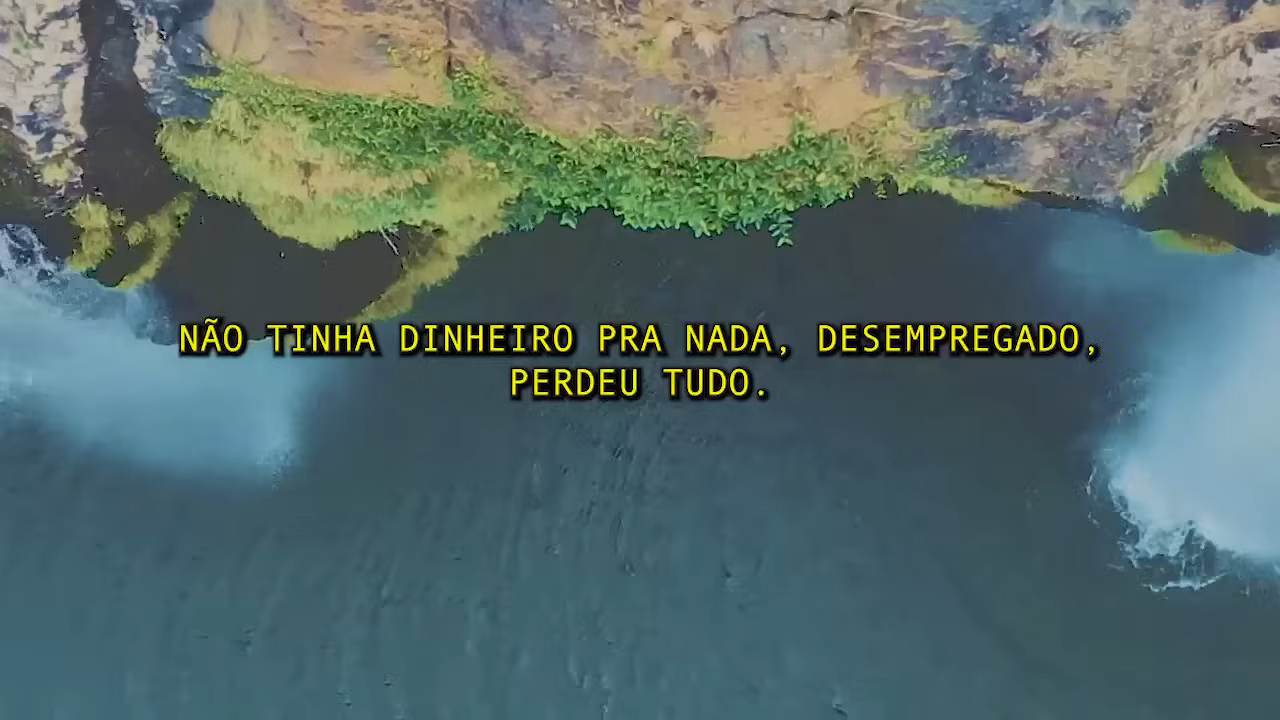 NÃO TINHA DINHEIRO PRA NADA, DESEMPREGADO,
PERDEU TUDO.